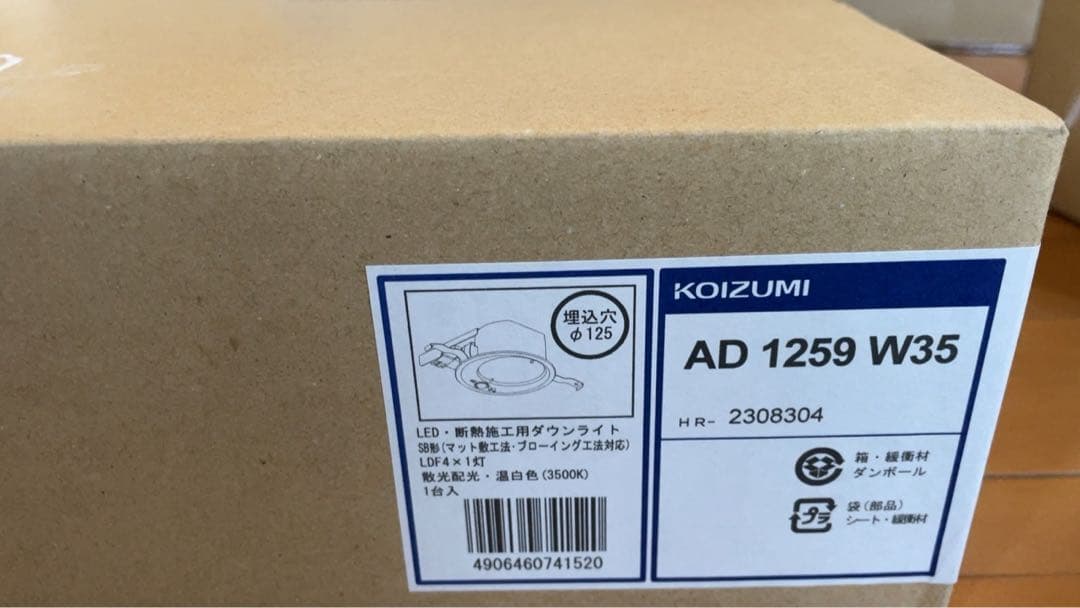 埋込穴
φ125
LED・断熱施工用ダウンライト
SB形(マット敷工法・ブローイング工法対応)
LDF4×1灯
散光配光・温白色(3500K)
1台入
4906460741520
KOIZUMI
AD 1259 W35
HR- 2308304
箱・緩衝材
ダンボール
プラ
袋(部品)
シート・緩衝材